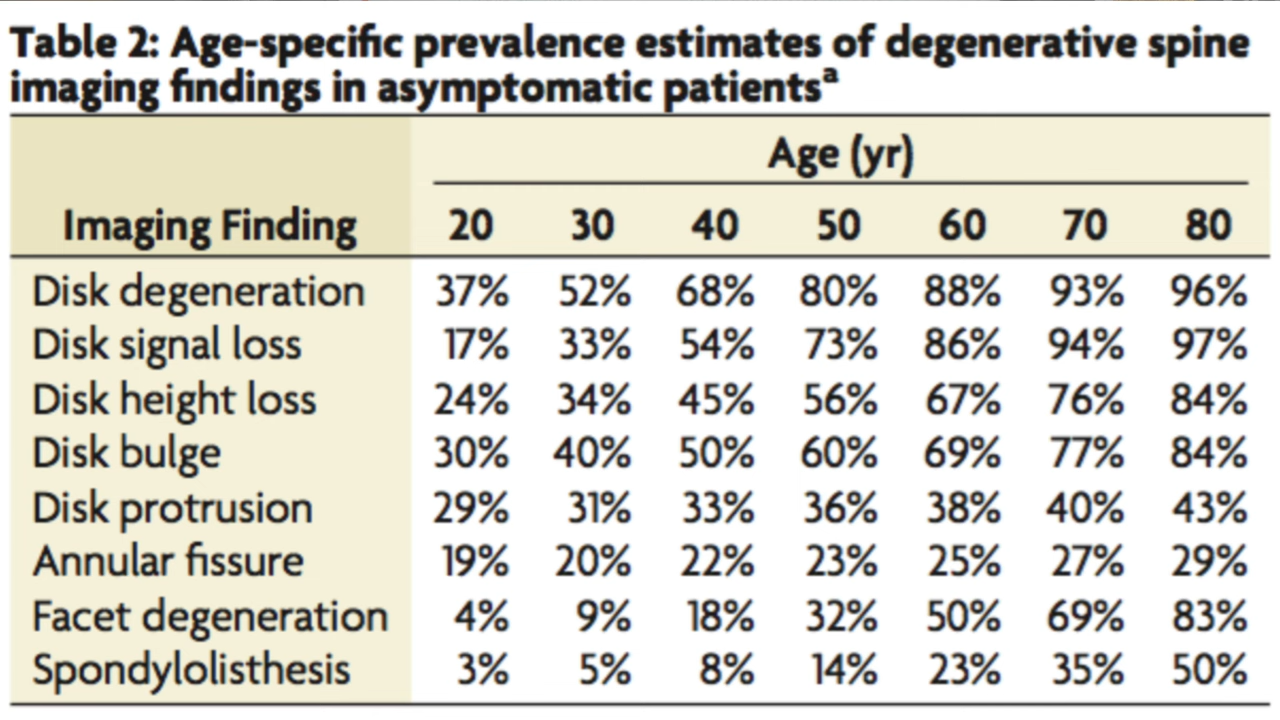 Table 2: Age-specific prevalence estimates of degenerative spine
imaging findings in asymptomatic patientsᵃ
Age (yr)
Imaging Finding 20 30 40 50 60 70 80
Disk degeneration 37% 52% 68% 80% 88% 93% 96%
Disk signal loss 17% 33% 54% 73% 86% 94% 97%
Disk height loss 24% 34% 45% 56% 67% 76% 84%
Disk bulge 30% 40% 50% 60% 69% 77% 84%
Disk protrusion 29% 31% 33% 36% 38% 40% 43%
Annular fissure 19% 20% 22% 23% 25% 27% 29%
Facet degeneration 4% 9% 18% 32% 50% 69% 83%
Spondylolisthesis 3% 5% 8% 14% 23% 35% 50%